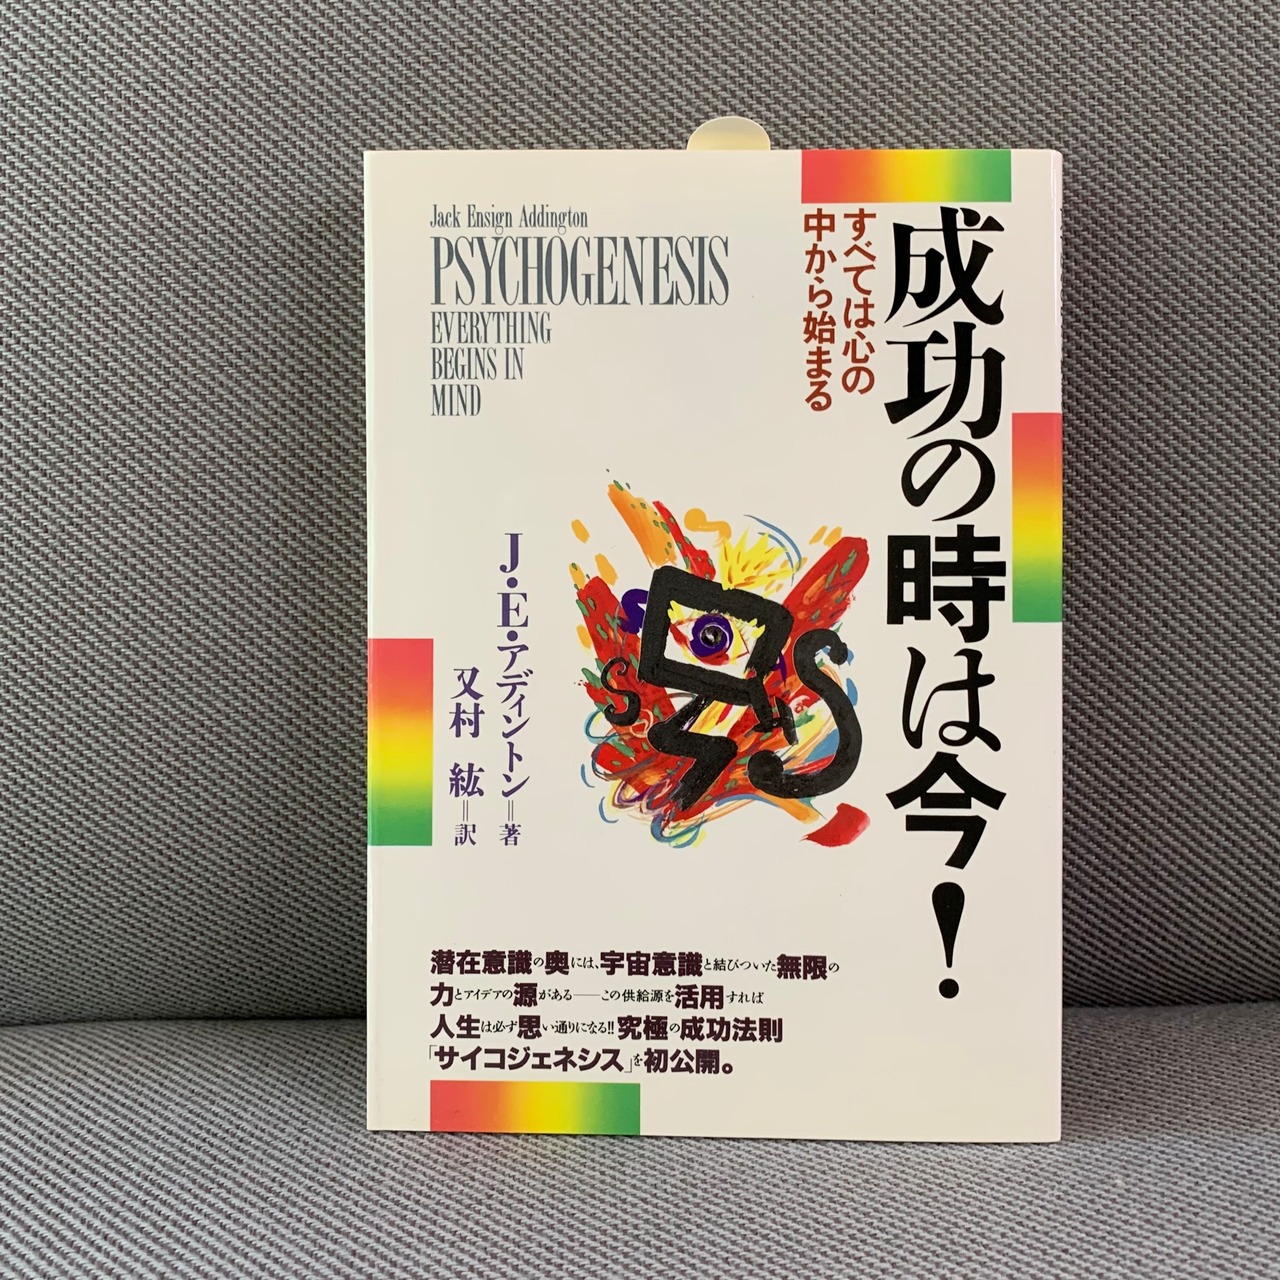 成功の時は今!
すべては心の
中から始まる
Jack Ensign Addington
PSYCHOGENESIS
EVERYTHING
BEGINS IN
MIND
J・E・アディントン=著
又村 紘=訳
潜在意識の奥には、宇宙意識と結びついた無限の
力とアイデアの源がある——この供給源を活用すれば
人生は必ず思い通りになる!!究極の成功法則
「サイコジェネシス」を初公開。